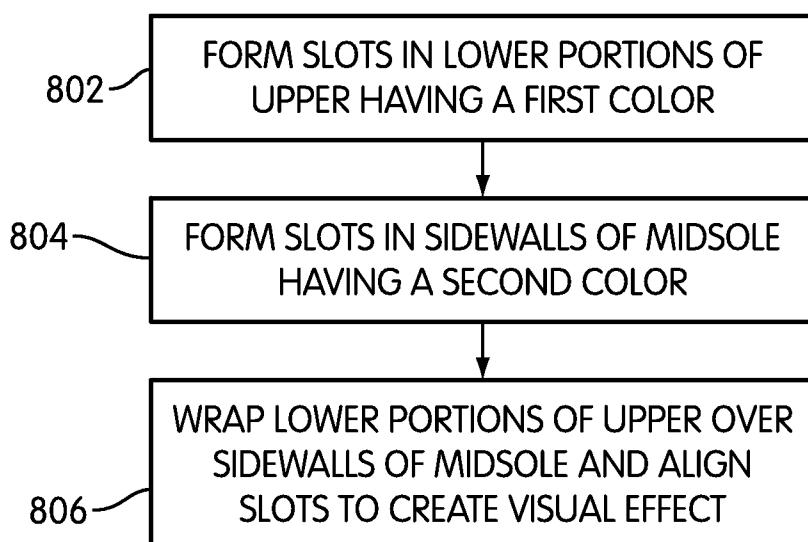 802
FORM SLOTS IN LOWER PORTIONS OF
UPPER HAVING A FIRST COLOR
804
FORM SLOTS IN SIDEWALLS OF MIDSOLE
HAVING A SECOND COLOR
806
WRAP LOWER PORTIONS OF UPPER OVER
SIDEWALLS OF MIDSOLE AND ALIGN
SLOTS TO CREATE VISUAL EFFECT